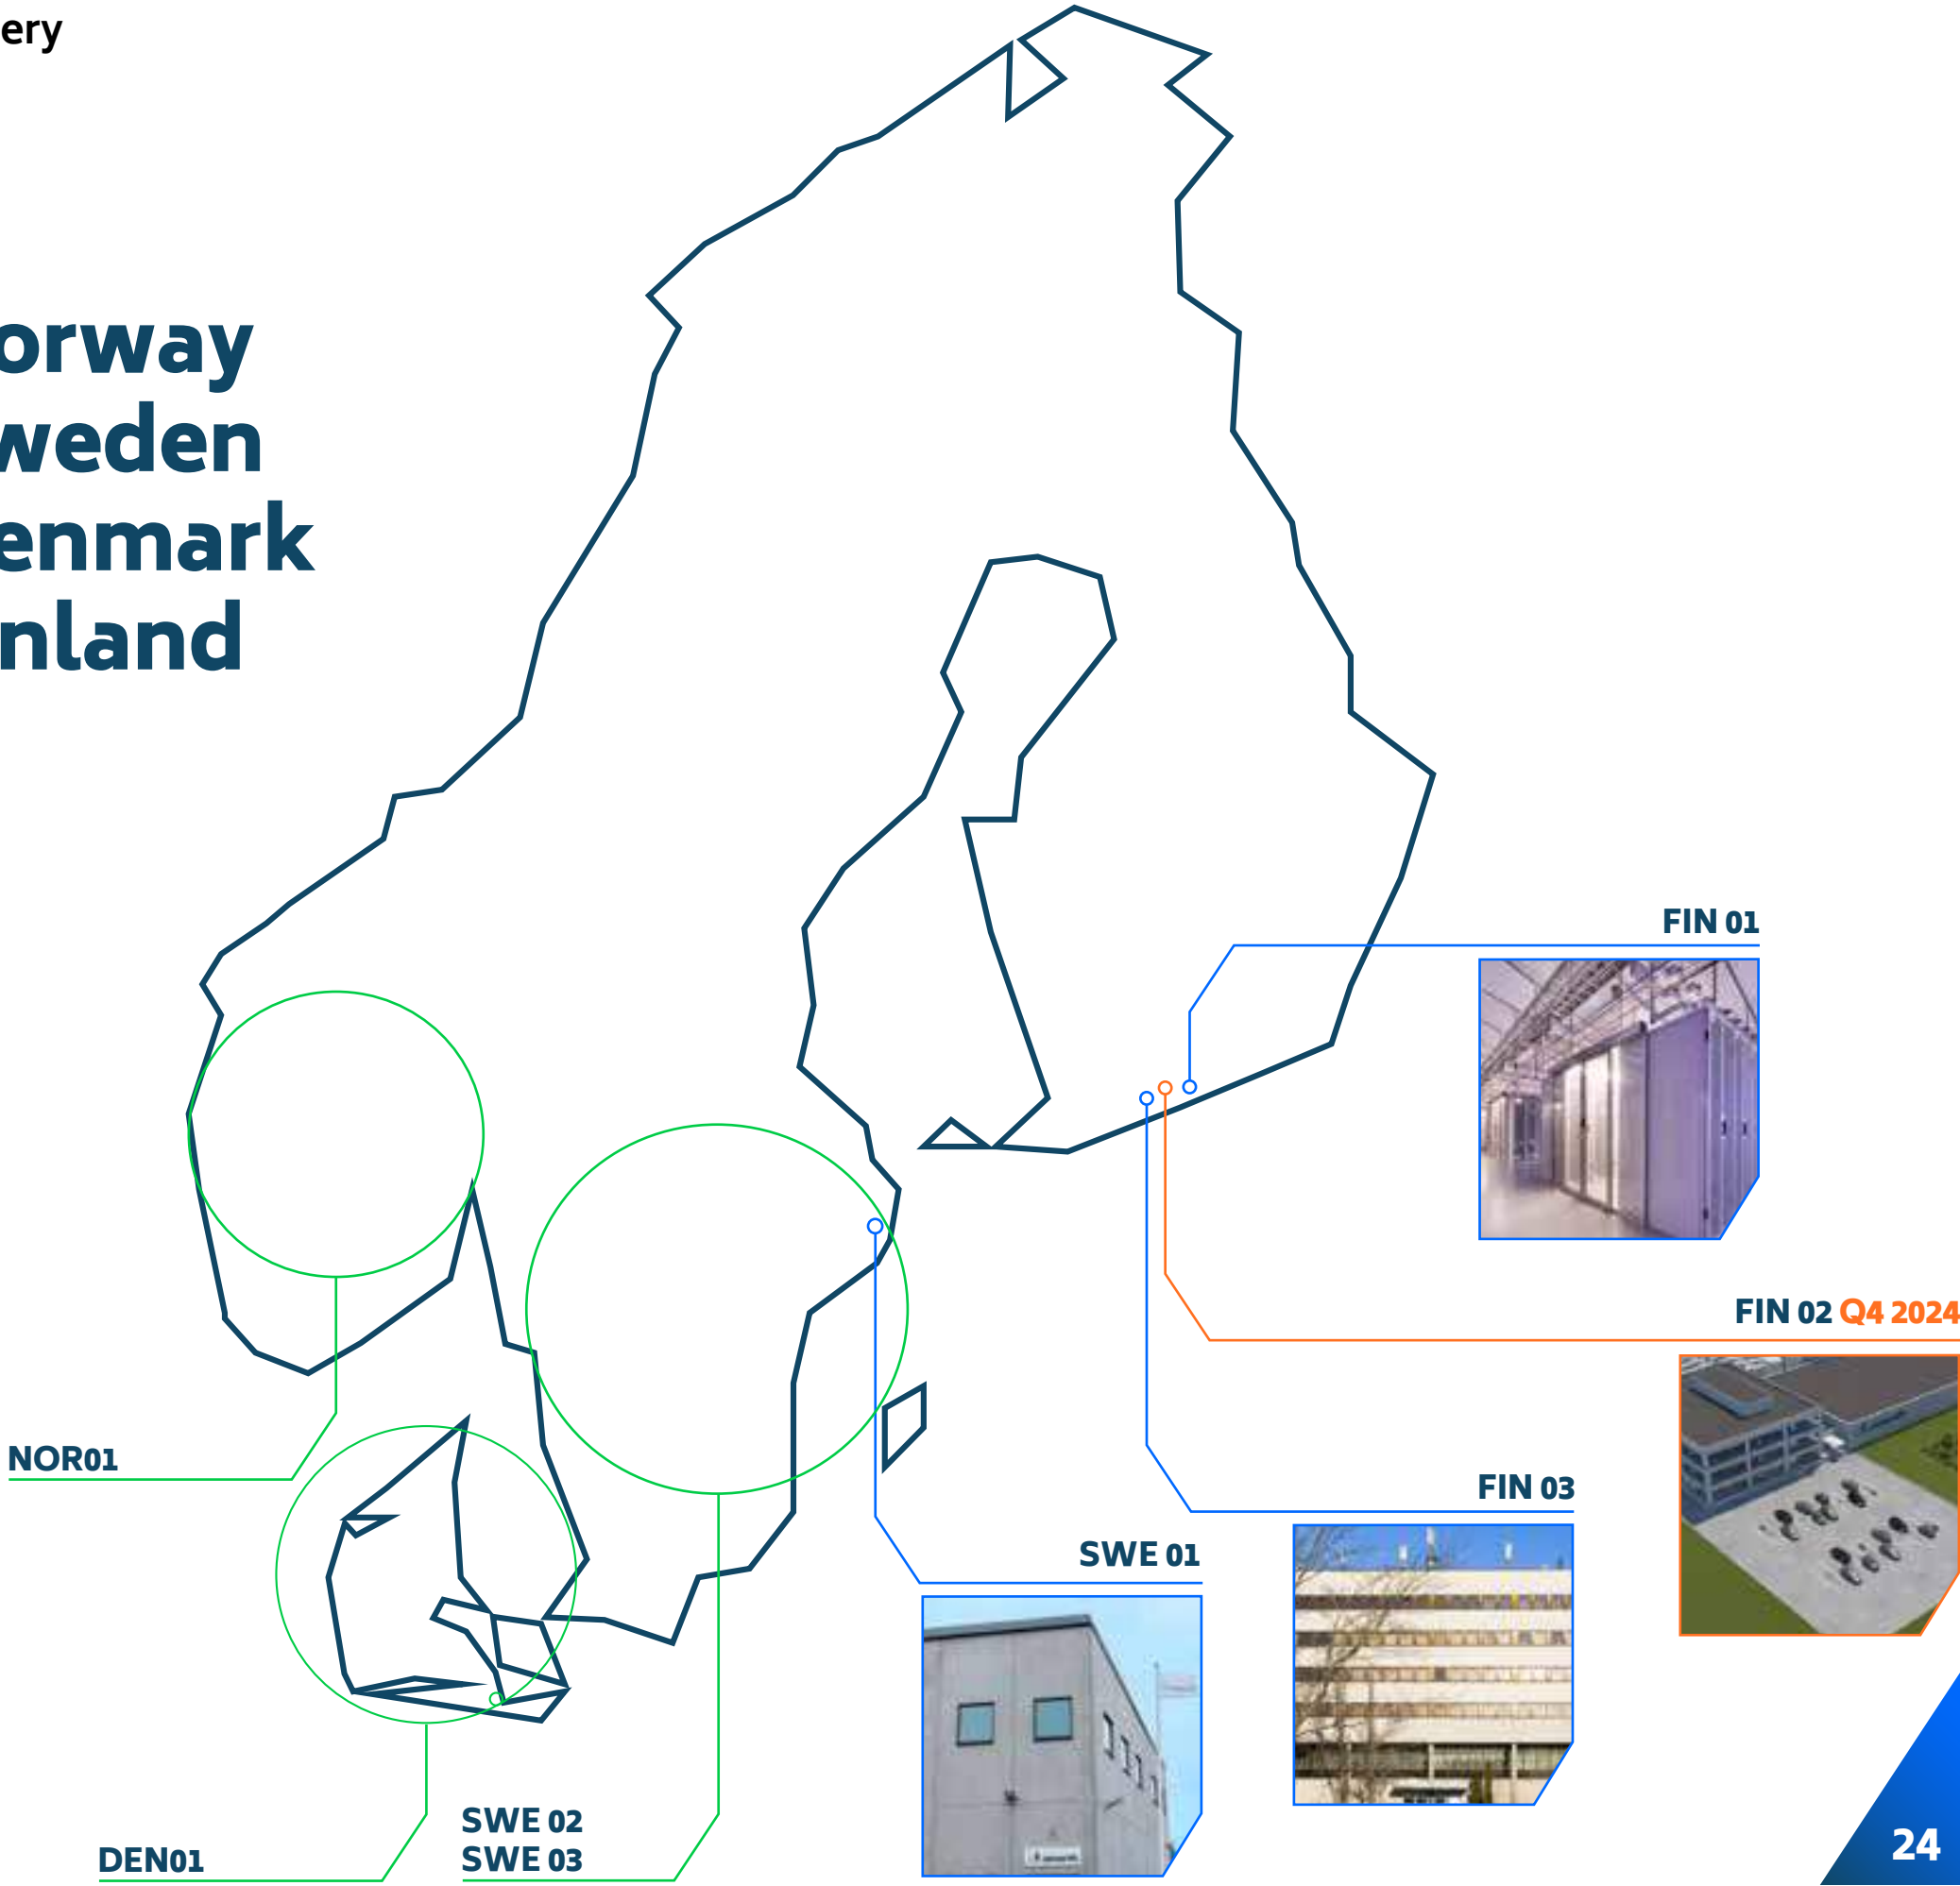 ery
orway
weden
enmark
nland
FIN 01
FIN 02 Q4 2024
NOR01
FIN 03
SWE 01
SWE 02
SWE 03
DEN01
24